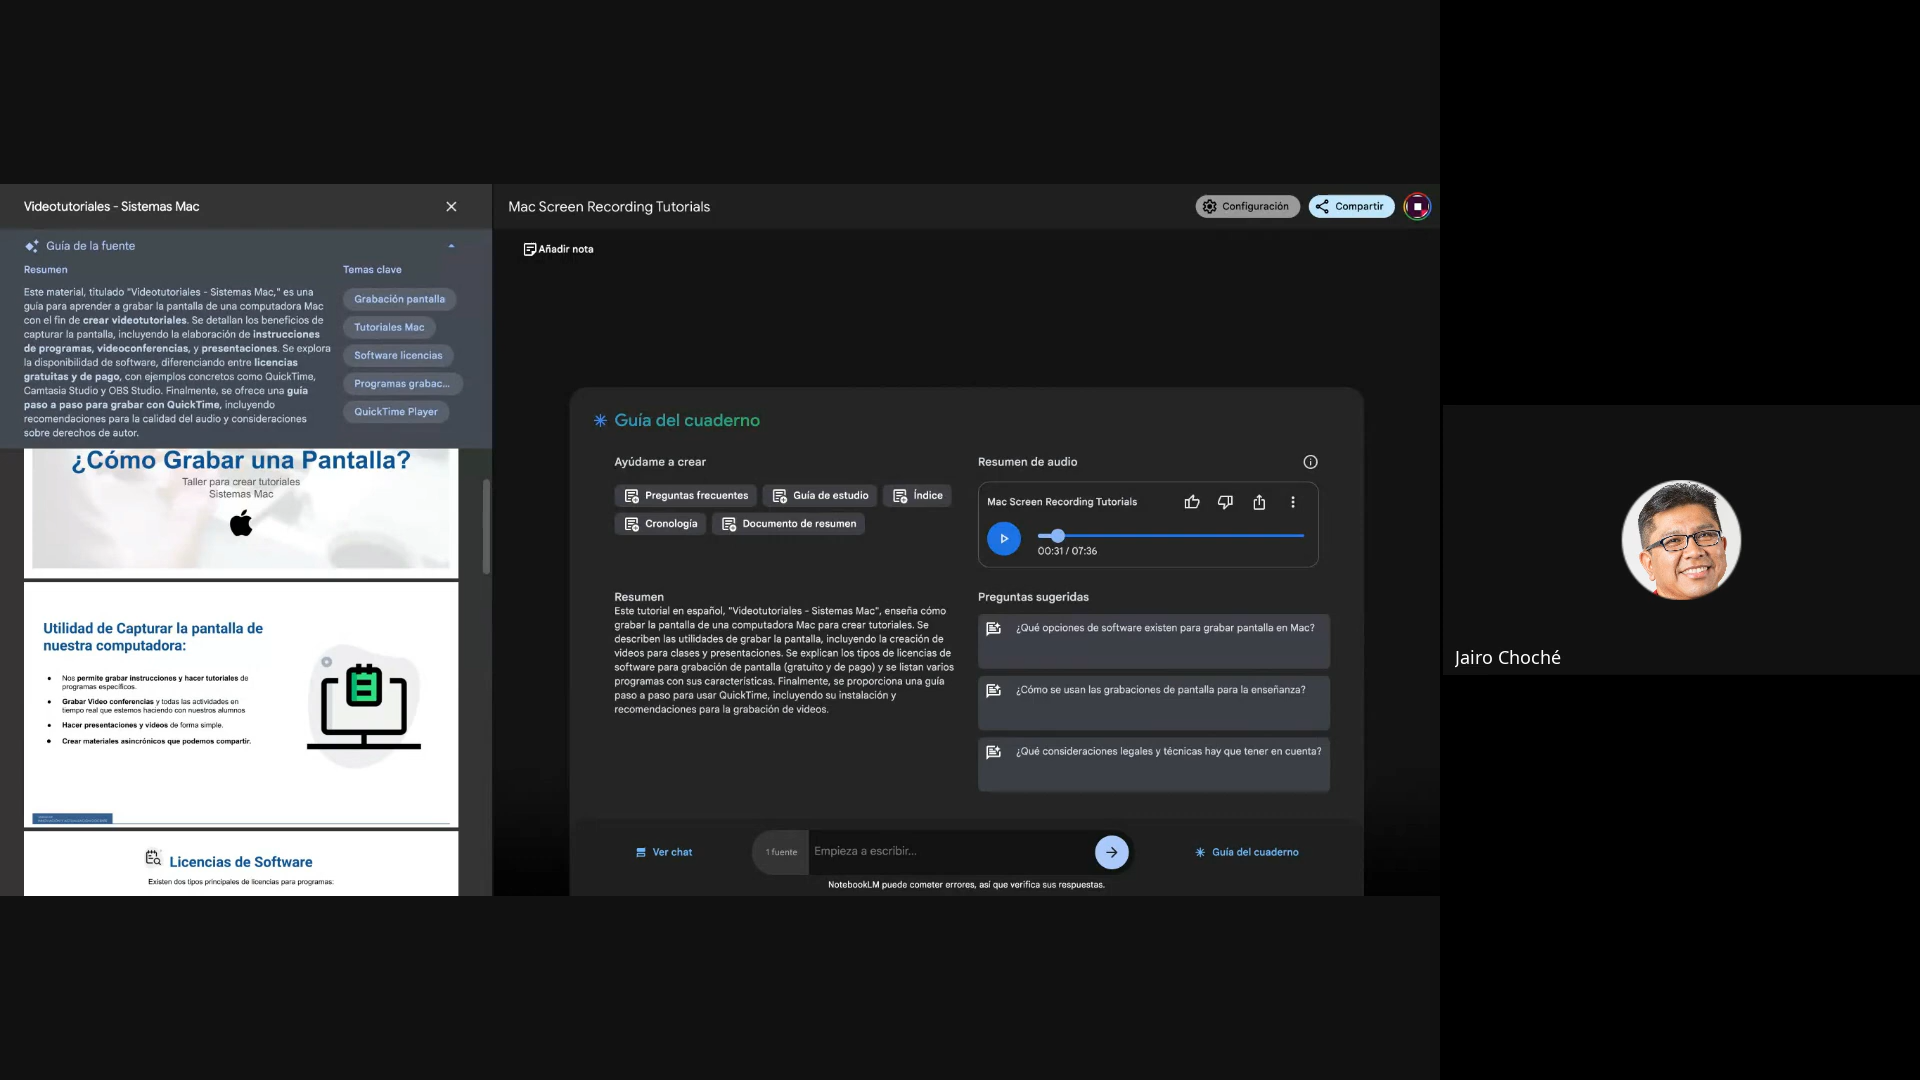 Videotutoriales - Sistemas Mac
Guía de la fuente
Resumen
Este material, titulado "Videotutoriales - Sistemas Mac," es una
guía para aprender a grabar la pantalla de una computadora Mac
con el fin de crear videotutoriales. Se detallan los beneficios de
capturar la pantalla, incluyendo la elaboración de instrucciones
de programas, videoconferencias, y presentaciones. Se explora
la disponibilidad de software, diferenciando entre licencias
gratuitas y de pago, con ejemplos concretos como QuickTime,
Camtasia Studio y OBS Studio. Finalmente, se ofrece una guía
paso a paso para grabar con QuickTime, incluyendo
recomendaciones para la calidad del audio y consideraciones
sobre derechos de autor.
Temas clave
Grabación pantalla
Tutoriales Mac
Software licencias
Programas grabac...
QuickTime Player
¿Cómo Grabar una Pantalla?
Taller para crear tutoriales
Sistemas Mac
Utilidad de Capturar la pantalla de
nuestra computadora:
Nos permite grabar instrucciones y hacer tutoriales de
programas específicos.
Grabar Video conferencias y todas las actividades en
tiempo real que estemos haciendo con nuestros alumnos
Hacer presentaciones y videos de forma simple.
Crear materiales asincrónicos que podemos compartir.
Licencias de Software
Existen dos tipos principales de licencias para programas:
Mac Screen Recording Tutorials
Configuración
Compartir
Añadir nota
Guía del cuaderno
Ayúdame a crear
Preguntas frecuentes
Guía de estudio
Índice
Cronología
Documento de resumen
Resumen de audio
Mac Screen Recording Tutorials
00:31 / 07:36
Resumen
Este tutorial en español, "Videotutoriales - Sistemas Mac", enseña cómo
grabar la pantalla de una computadora Mac para crear tutoriales. Se
describen las utilidades de grabar la pantalla, incluyendo la creación de
videos para clases y presentaciones. Se explican los tipos de licencias de
software para grabación de pantalla (gratuito y de pago) y se listan varios
programas con sus características. Finalmente, se proporciona una guía
paso a paso para usar QuickTime, incluyendo su instalación y
recomendaciones para la grabación de videos.
Preguntas sugeridas
¿Qué opciones de software existen para grabar pantalla en Mac?
¿Cómo se usan las grabaciones de pantalla para la enseñanza?
¿Qué consideraciones legales y técnicas hay que tener en cuenta?
Ver chat
1 fuente
Empieza a escribir...
Guía del cuaderno
NotebookLM puede cometer errores, así que verifica sus respuestas.
Jairo Choché